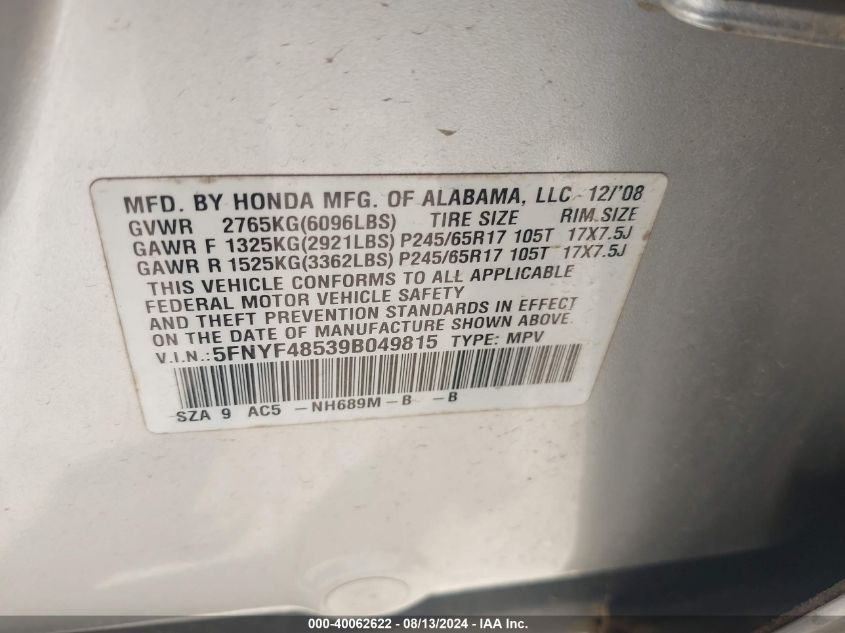 MFD. BY HONDA MFG. OF ALABAMA, LLC 12/'08
GVWR 2765KG(6096LBS) TIRE SIZE RIM SIZE
GAWR F 1325KG(2921LBS) P245/65R17 105T 17X7.5J
GAWR R 1525KG(3362LBS) P245/65R17 105T 17X7.5J
THIS VEHICLE CONFORMS TO ALL APPLICABLE
FEDERAL MOTOR VEHICLE SAFETY
AND THEFT PREVENTION STANDARDS IN EFFECT
ON THE DATE OF MANUFACTURE SHOWN ABOVE.
V.I.N.:5FNYF48539B049815 TYPE: MPV
SZA 9 AC5 -NH689M-B -B
000-40062622 - 08/13/2024 - IAA Inc.